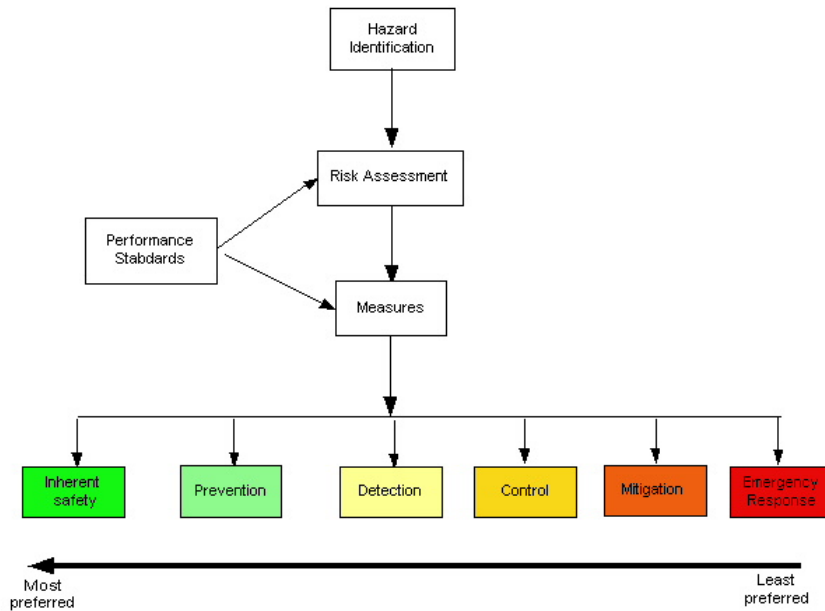 Hazard
Identification
Risk Assessment
Performance
Stabdards
Measures
Inherent
safety
Prevention
Detection
Control
Mitigation
Emergency
Response
Most
preferred
Least
preferred